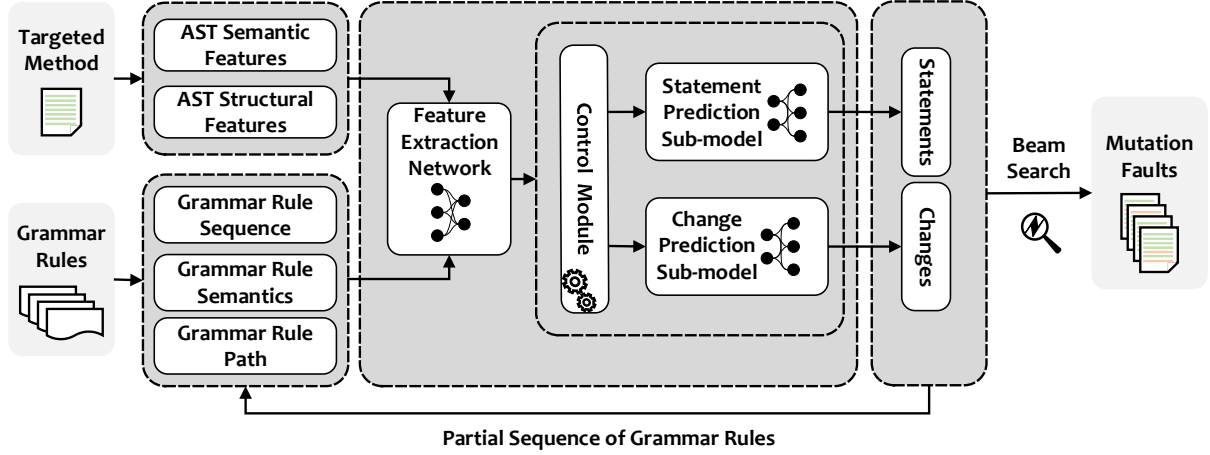 Targeted
Method
AST Semantic
Features
AST Structural
Features
Grammar
Rules
Grammar Rule
Sequence
Grammar Rule
Semantics
Grammar Rule
Path
Feature
Extraction
Network
Control Module
Statement
Prediction
Sub-model
Change
Prediction
Sub-model
Statements
Changes
Beam
Search
Mutation
Faults
Partial Sequence of Grammar Rules